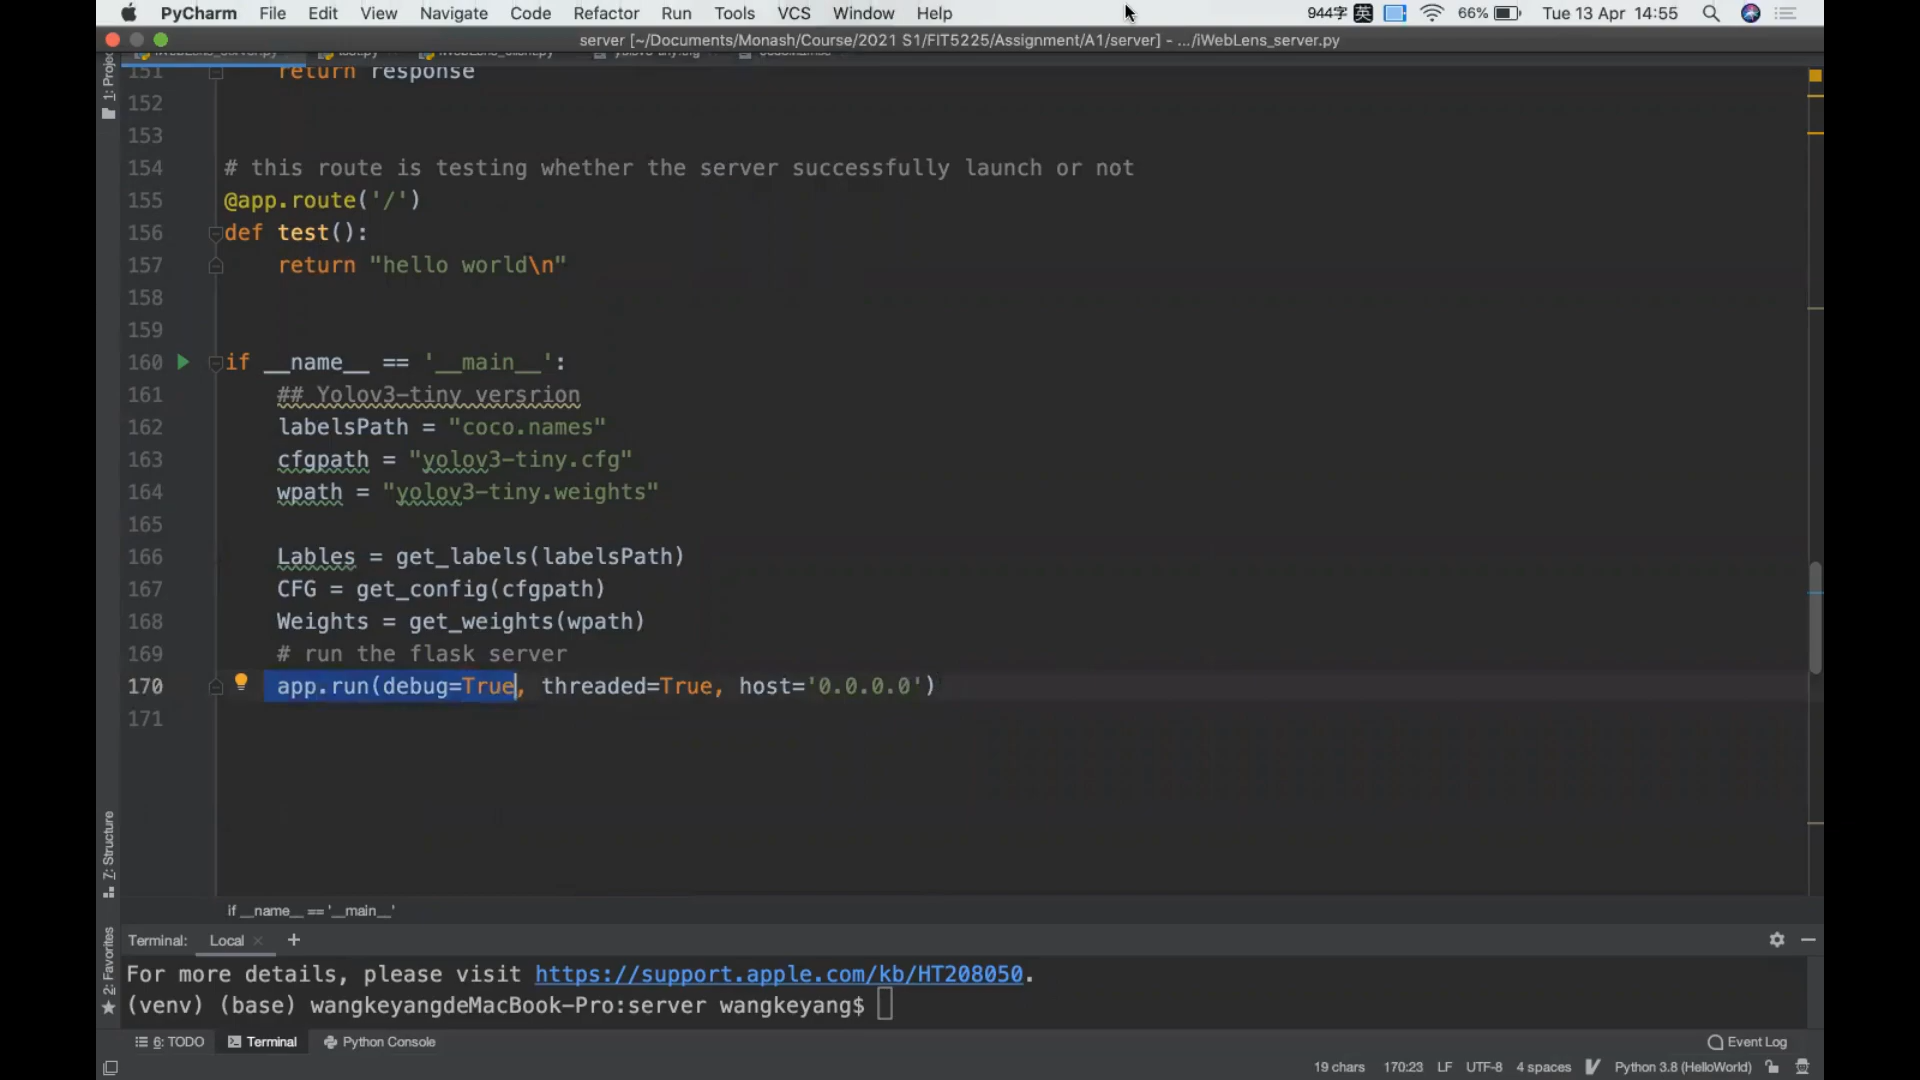 PyCharm File Edit View Navigate Code Refactor Run Tools VCS Window Help 944字 英 66% Tue 13 Apr 14:55
server [~/Documents/Monash/Course/2021 S1/FIT5225/Assignment/A1/server] - .../iWebLens_server.py
1: Projec
151 return response
152
153
154 # this route is testing whether the server successfully launch or not
155 @app.route('/')
156 def test():
157 return "hello world\n"
158
159
160 if __name__ == '__main__':
161 ## Yolov3-tiny versrion
162 labelsPath = "coco.names"
163 cfgpath = "yolov3-tiny.cfg"
164 wpath = "yolov3-tiny.weights"
165
166 Lables = get_labels(labelsPath)
167 CFG = get_config(cfgpath)
168 Weights = get_weights(wpath)
169 # run the flask server
170 app.run(debug=True, threaded=True, host='0.0.0.0')
171
7: Structure
if __name__ == '__main__'
2: Favorites
Terminal: Local × +
For more details, please visit https://support.apple.com/kb/HT208050.
(venv) (base) wangkeyangdeMacBook-Pro:server wangkeyang$
6: TODO Terminal Python Console Event Log
19 chars 170:23 LF UTF-8 4 spaces Python 3.8 (HelloWorld)